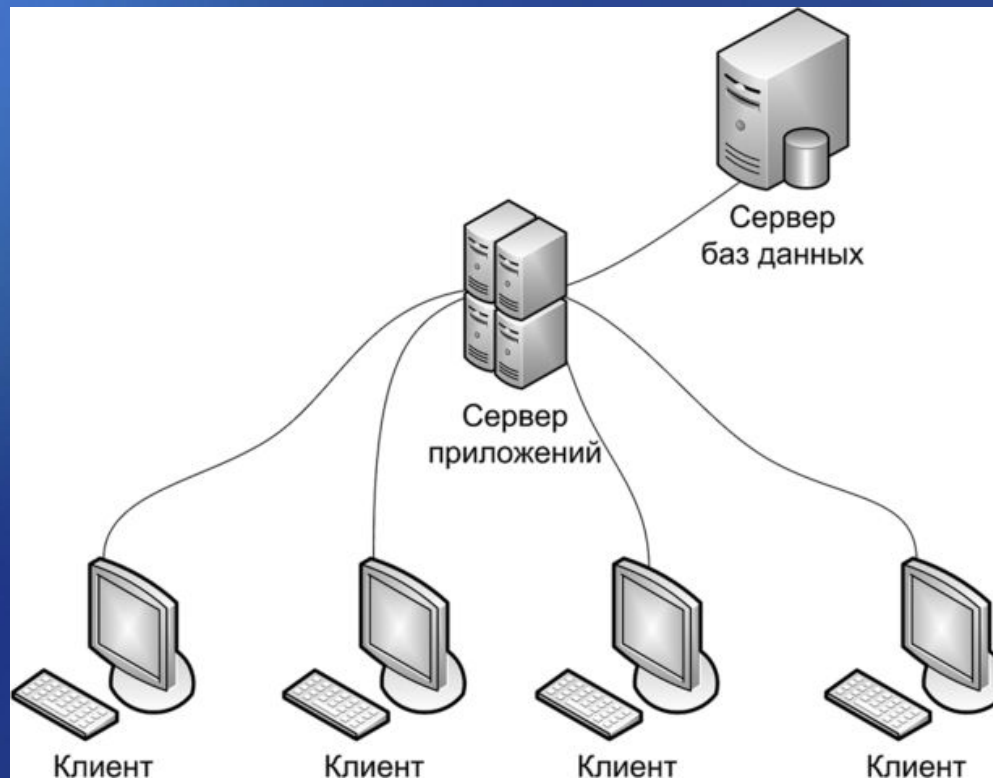 Сервер
баз данных
Сервер
приложений
Клиент
Клиент
Клиент
Клиент